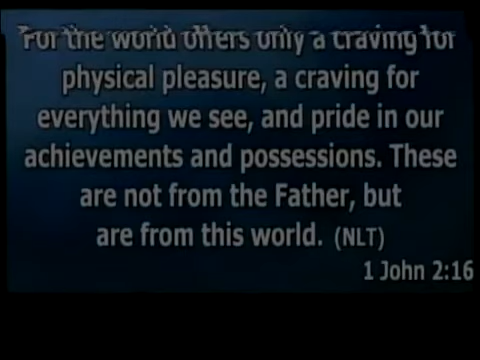 For the world offers only a craving for
physical pleasure, a craving for
everything we see, and pride in our
achievements and possessions. These
are not from the Father, but
are from this world. (NLT)
1 John 2:16